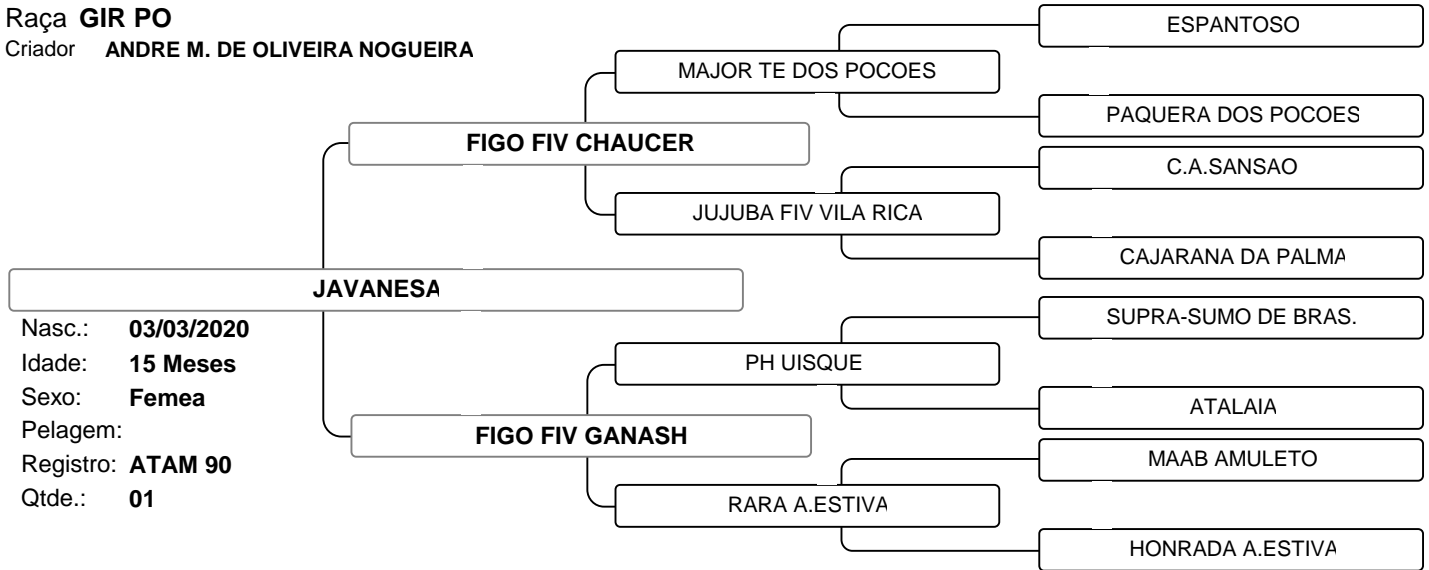 Raça GIR PO
Criador ANDRE M. DE OLIVEIRA NOGUEIRA
ESPANTOSO
MAJOR TE DOS POCOES
PAQUERA DOS POCOES
FIGO FIV CHAUCER
C.A.SANSAO
JUJUBA FIV VILA RICA
CAJARANA DA PALMA
JAVANESA
SUPRA-SUMO DE BRAS.
PH UISQUE
ATALAIA
FIGO FIV GANASH
MAAB AMULETO
RARA A.ESTIVA
HONRADA A.ESTIVA
Nasc.: 03/03/2020
Idade: 15 Meses
Sexo: Femea
Pelagem:
Registro: ATAM 90
Qtde.: 01